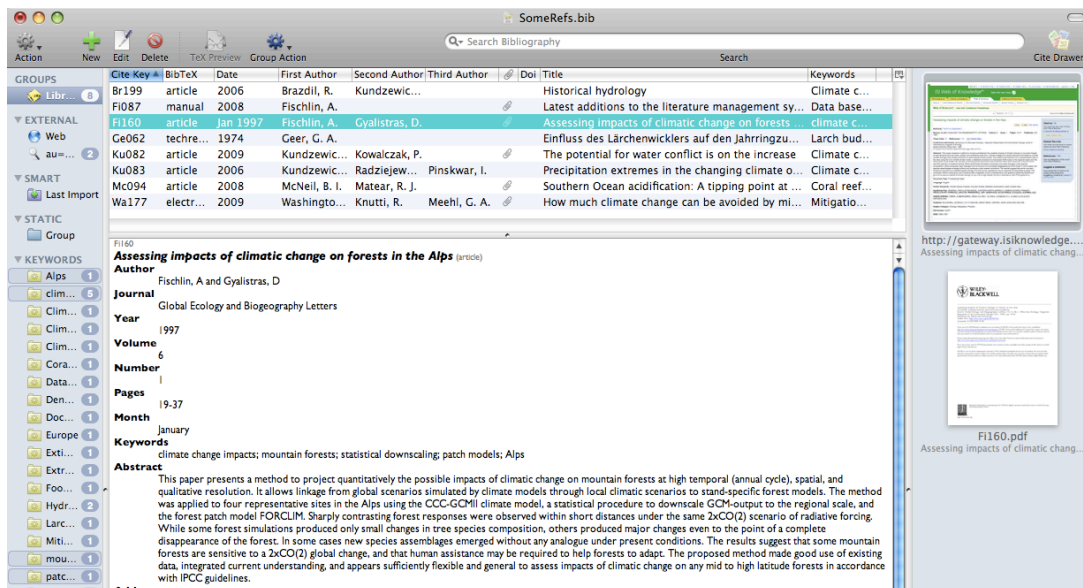 SomeRefs.bib
Search Bibliography
Action New Edit Delete TeX Preview Group Action Search Cite Drawer
GROUPS
Libr... 8
EXTERNAL
Web
au=... 2
SMART
Last Import
STATIC
Group
KEYWORDS
Alps 1
clim... 5
Clim... 1
Clim... 1
Clim... 1
Cora... 1
Data... 1
Den... 1
Doc... 1
Europe 1
Exti... 1
Extr... 1
Foo... 1
Hydr... 2
Larc... 1
Miti... 1
mou... 1
patc... 1
Cite Key BibTeX Date First Author Second Author Third Author Doi Title Keywords
Br199 article 2006 Brazdil, R. Kundzewic... Historical hydrology Climate c...
Fi087 manual 2008 Fischlin, A. Latest additions to the literature management sy... Data base...
Fi160 article Jan 1997 Fischlin, A. Gyalistras, D. Assessing impacts of climatic change on forests ... climate c...
Ge062 techre... 1974 Geer, G. A. Einfluss des Lärchenwicklers auf den Jahrringzu... Larch bud...
Ku082 article 2009 Kundzewic... Kowalczak, P. The potential for water conflict is on the increase Climate c...
Ku083 article 2006 Kundzewic... Radziejew... Pinskwar, I. Precipitation extremes in the changing climate o... Climate c...
Mc094 article 2008 McNeil, B. I. Matear, R. J. Southern Ocean acidification: A tipping point at ... Coral reef...
Wa177 electr... 2009 Washingto... Knutti, R. Meehl, G. A. How much climate change can be avoided by mi... Mitigatio...
Fi160
Assessing impacts of climatic change on forests in the Alps (article)
Author
Fischlin, A and Gyalistras, D
Journal
Global Ecology and Biogeography Letters
Year
1997
Volume
6
Number
1
Pages
19-37
Month
January
Keywords
climate change impacts; mountain forests; statistical downscaling; patch models; Alps
Abstract
This paper presents a method to project quantitatively the possible impacts of climatic change on mountain forests at high temporal (annual cycle), spatial, and
qualitative resolution. It allows linkage from global scenarios simulated by climate models through local climatic scenarios to stand-specific forest models. The method
was applied to four representative sites in the Alps using the CCC-GCMII climate model, a statistical procedure to downscale GCM-output to the regional scale, and
the forest patch model FORCLIM. Sharply contrasting forest responses were observed within short distances under the same 2xCO(2) scenario of radiative forcing.
While some forest simulations produced only small changes in tree species composition, others produced major changes even to the point of a complete
disappearance of the forest. In some cases new species assemblages emerged without any analogue under present conditions. The results suggest that some mountain
forests are sensitive to a 2xCO(2) global change, and that human assistance may be required to help forests to adapt. The proposed method made good use of existing
data, integrated current understanding, and appears sufficiently flexible and general to assess impacts of climatic change on any mid to high latitude forests in accordance
with IPCC guidelines.
http://gateway.isiknowledge....
Assessing impacts of climatic chang...
WILEY-
BLACKWELL
Fi160.pdf
Assessing impacts of climatic chang...